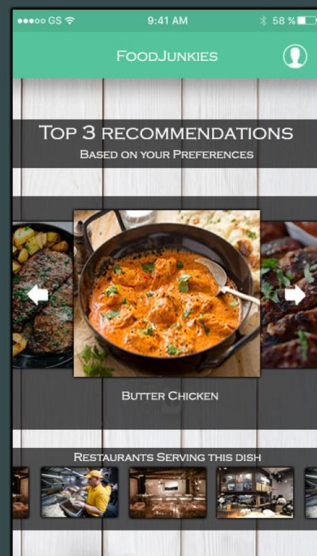 GS 9:41 AM 58 %
FoodJunkies
Top 3 recommendations
Based on your Preferences
Butter Chicken
Restaurants Serving this dish